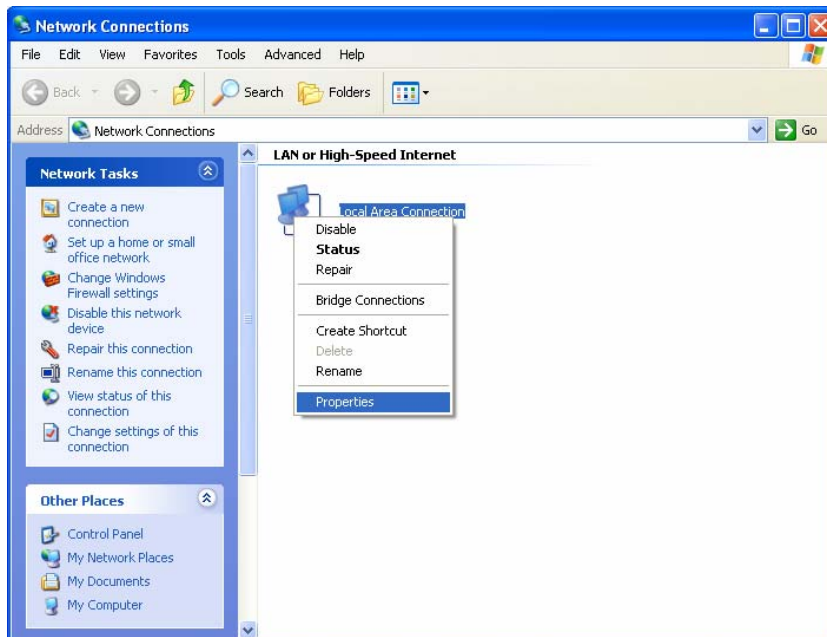 Network Connections
File Edit View Favorites Tools Advanced Help
Back Search Folders
Address Network Connections Go
Network Tasks
Create a new
connection
Set up a home or small
office network
Change Windows
Firewall settings
Disable this network
device
Repair this connection
Rename this connection
View status of this
connection
Change settings of this
connection
Other Places
Control Panel
My Network Places
My Documents
My Computer
LAN or High-Speed Internet
Local Area Connection
Disable
Status
Repair
Bridge Connections
Create Shortcut
Delete
Rename
Properties